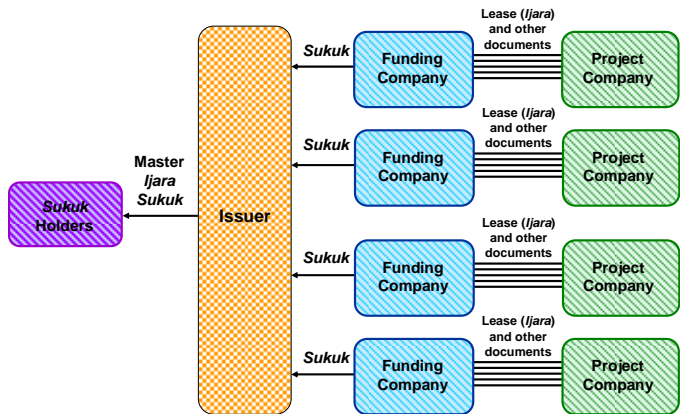 Sukuk
Funding
Company
Lease (Ijara)
and other
documents
Project
Company
Sukuk
Funding
Company
Lease (Ijara)
and other
documents
Project
Company
Master
Ijara
Sukuk
Sukuk
Holders
Issuer
Sukuk
Funding
Company
Lease (Ijara)
and other
documents
Project
Company
Sukuk
Funding
Company
Lease (Ijara)
and other
documents
Project
Company